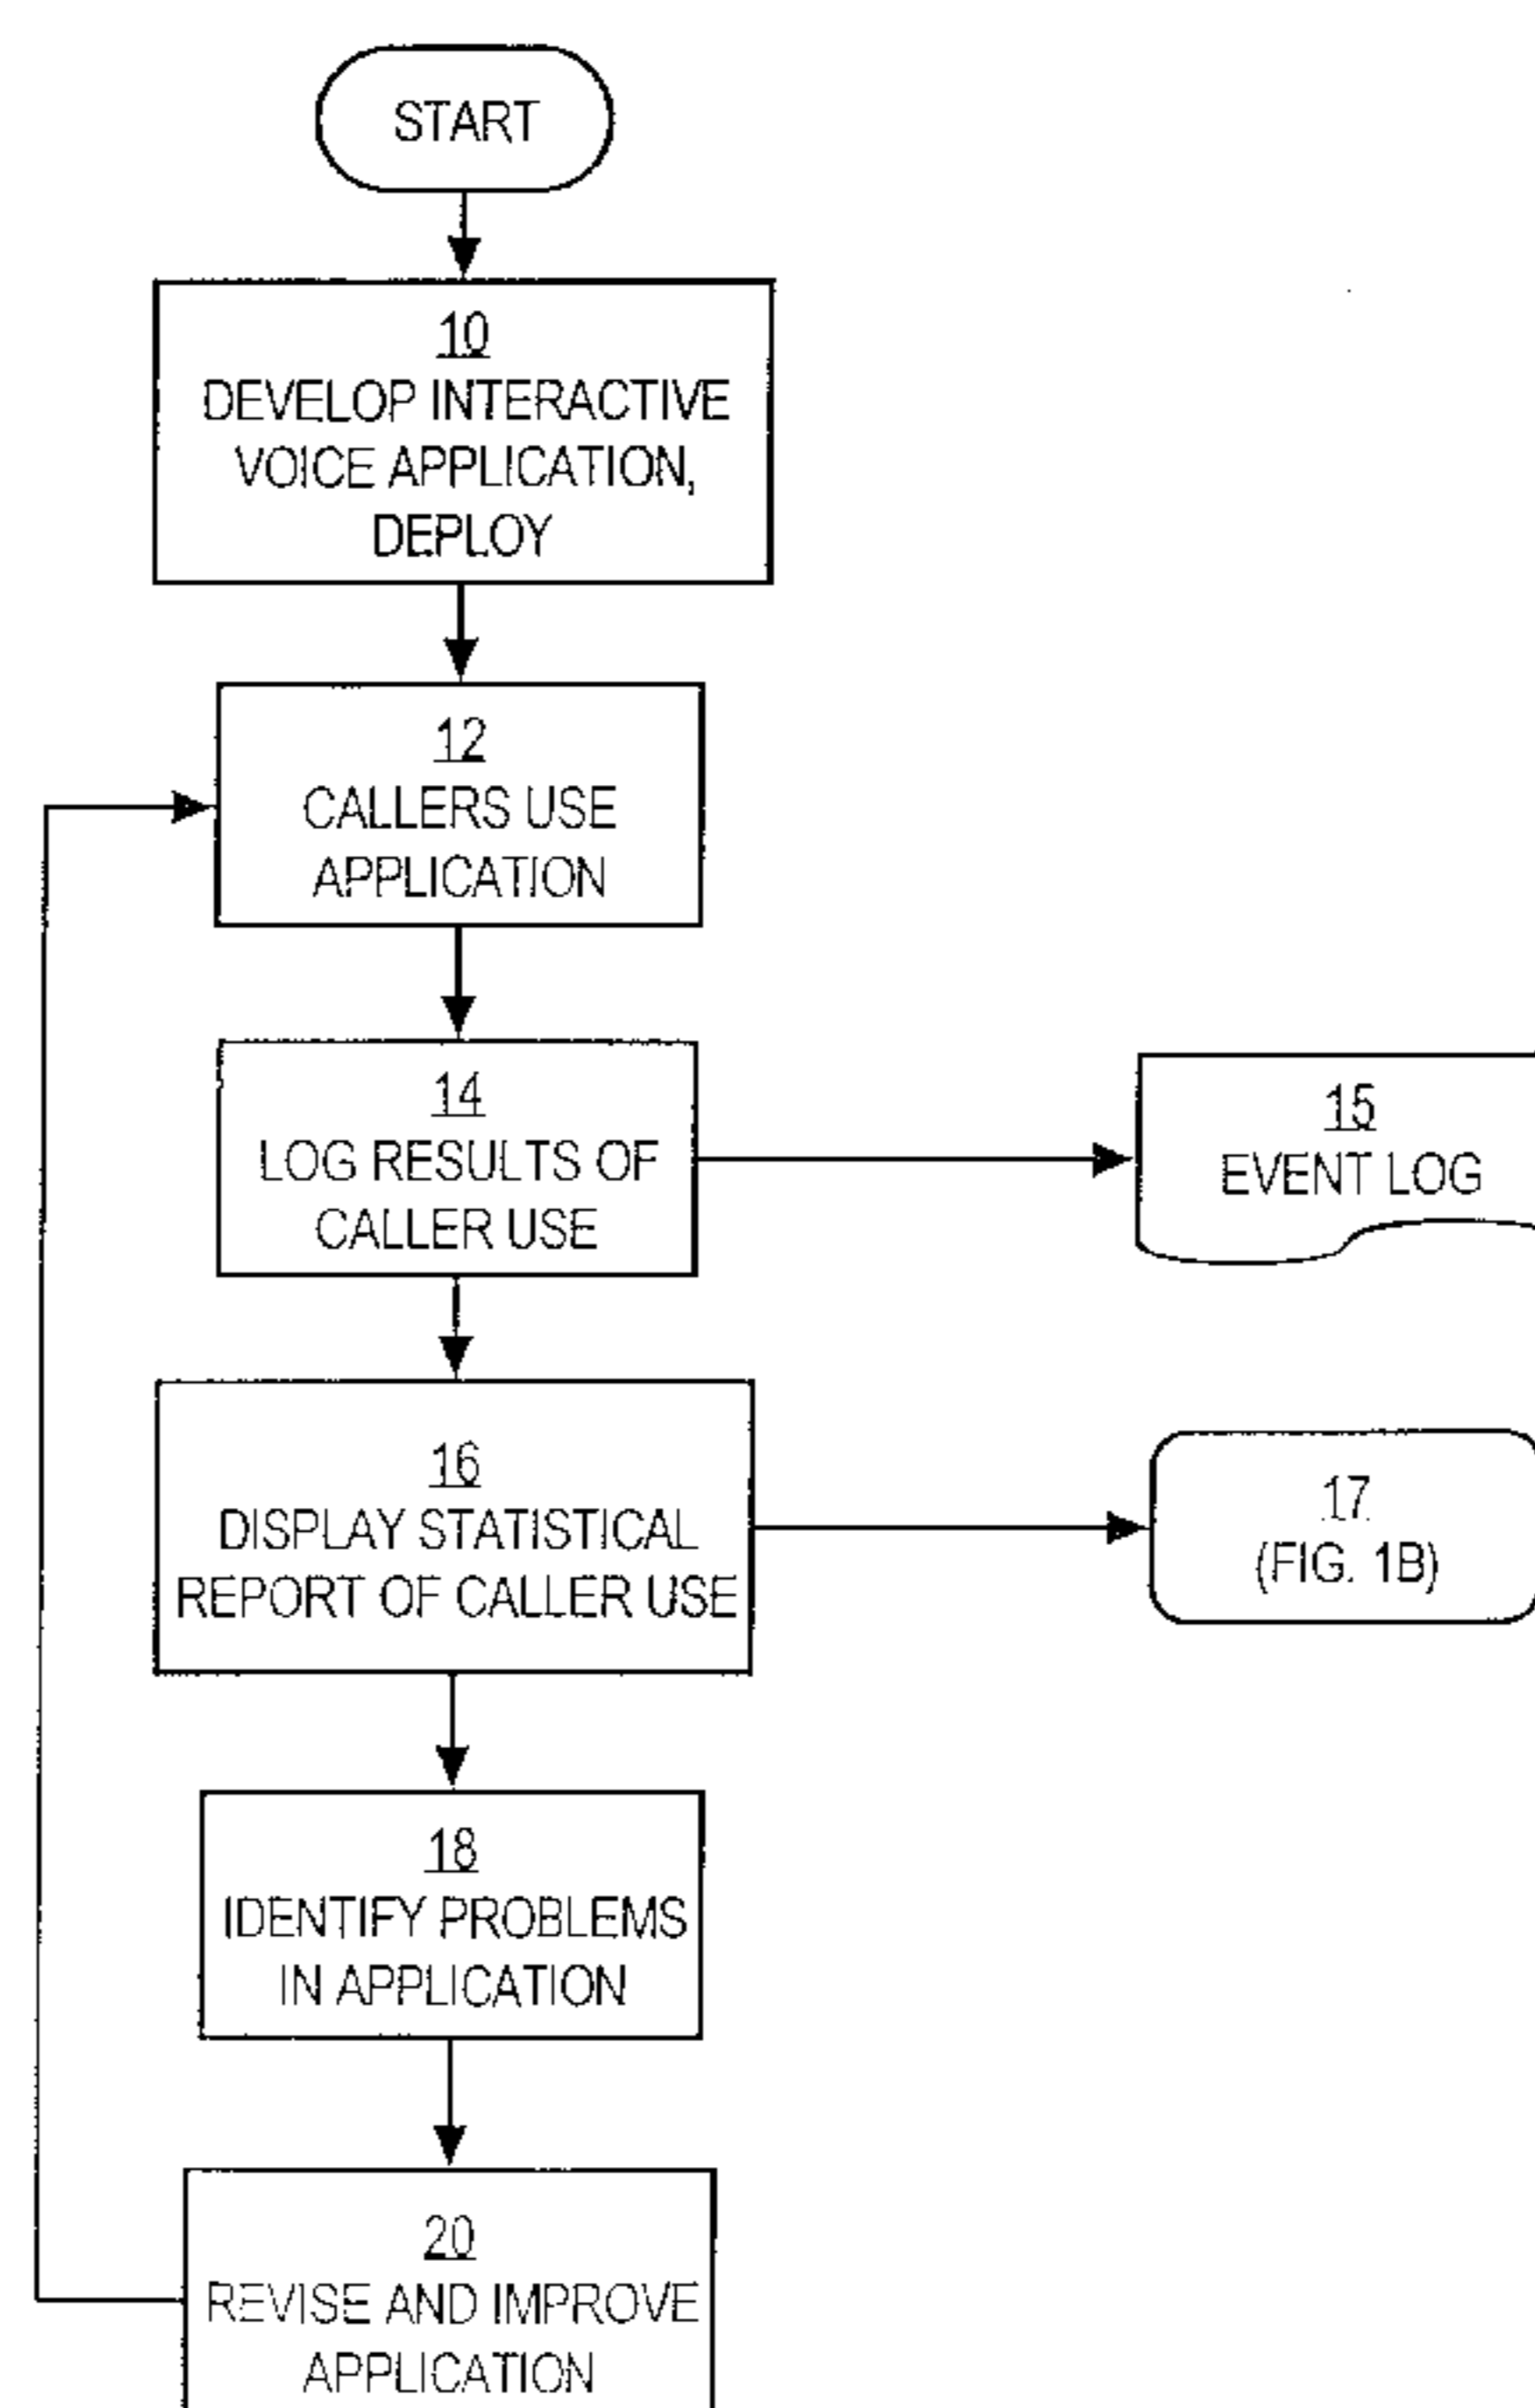 START
10
DEVELOP INTERACTIVE
VOICE APPLICATION,
DEPLOY
12
CALLERS USE
APPLICATION
14
LOG RESULTS OF
CALLER USE
15
EVENT LOG
16
DISPLAY STATISTICAL
REPORT OF CALLER USE
17
(FIG. 1B)
18
IDENTIFY PROBLEMS
IN APPLICATION
20
REVISE AND IMPROVE
APPLICATION